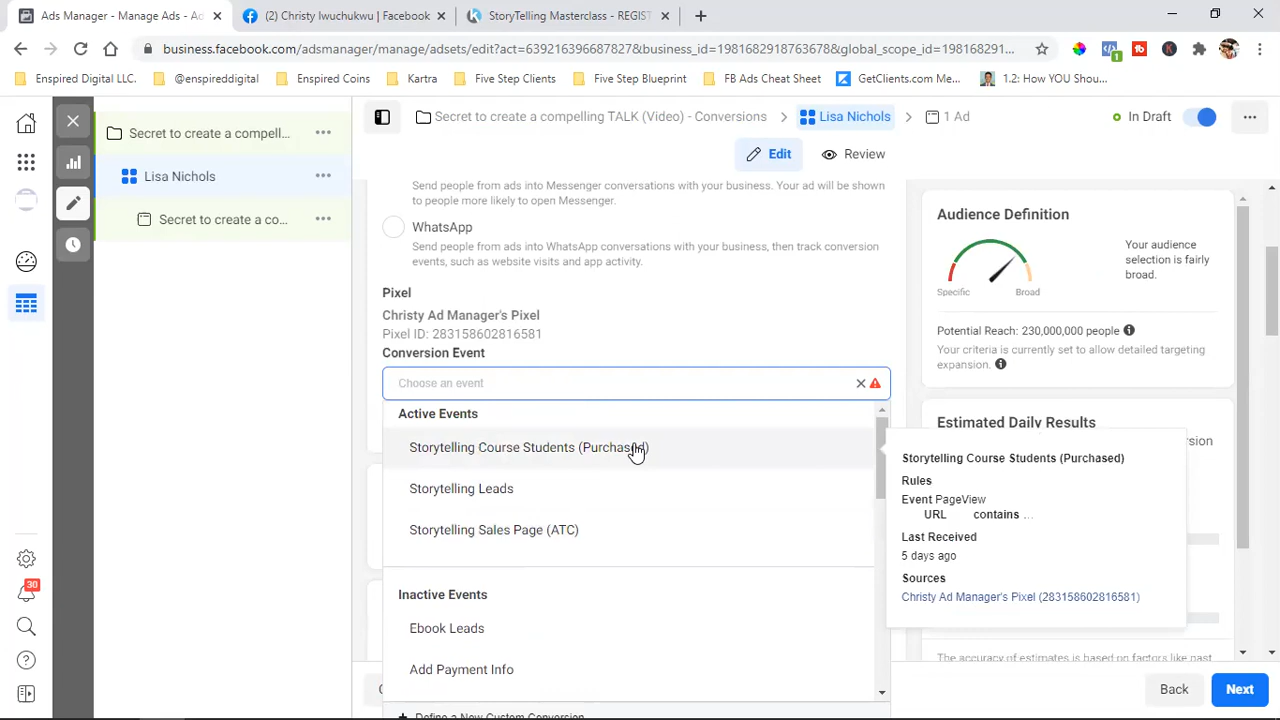 Ads Manager - Manage Ads - Ads
(2) Christy Iwuchukwu | Facebook
StoryTelling Masterclass - REGIST
business.facebook.com/adsmanager/manage/adsets/edit?act=639216396687827&business_id=1981682918763678&global_scope_id=198168291...
1
Enspired Digital LLC.
@enspireddigital
Enspired Coins
Five Step Clients
Five Step Blueprint
FB Ads Cheat Sheet
GetClients.com Me...
1.2: How YOU Shou...
Secret to create a compell...
Lisa Nichols
Secret to create a co...
30
Secret to create a compelling TALK (Video) - Conversions
Lisa Nichols
1 Ad
In Draft
Edit
Review
Send people from ads into Messenger conversations with your business. Your ad will be shown
to people more likely to open Messenger.
WhatsApp
Send people from ads into WhatsApp conversations with your business, then track conversion
events, such as website visits and app activity.
Pixel
Christy Ad Manager's Pixel
Pixel ID: 283158602816581
Conversion Event
Choose an event
Active Events
Storytelling Course Students (Purchased)
Storytelling Leads
Storytelling Sales Page (ATC)
Inactive Events
Ebook Leads
Add Payment Info
Define a New Custom Conversion
Audience Definition
Specific
Broad
Your audience
selection is fairly
broad.
Potential Reach: 230,000,000 people
Your criteria is currently set to allow detailed targeting
expansion.
Estimated Daily Results
Storytelling Course Students (Purchased)
Rules
Event PageView
URL contains ...
Last Received
5 days ago
Sources
Christy Ad Manager's Pixel (283158602816581)
The accuracy of estimates is based on factors like past
Back
Next